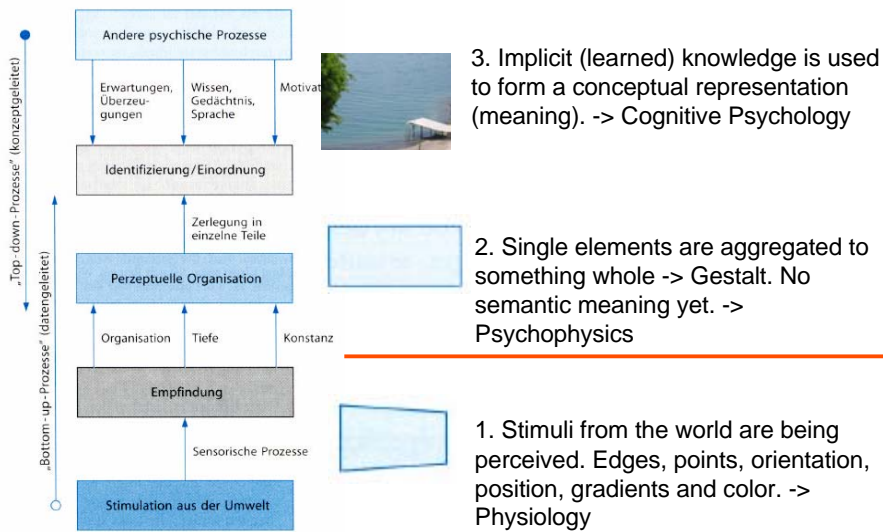 Andere psychische Prozesse
Erwartungen,
Überzeu-
gungen
Wissen,
Gedächtnis,
Sprache
Identifizierung/Einordnung
Zerlegung in
einzelne Teile
Perzeptuelle Organisation
Organisation
Tiefe
Konstanz
Empfindung
Sensorische Prozesse
Stimulation aus der Umwelt
„Top-down-Prozesse" (konzeptgeleitet)
„Bottom-up-Prozesse" (datengeleitet)
3. Implicit (learned) knowledge is used
to form a conceptual representation
(meaning). -> Cognitive Psychology
2. Single elements are aggregated to
something whole -> Gestalt. No
semantic meaning yet. ->
Psychophysics
1. Stimuli from the world are being
perceived. Edges, points, orientation,
position, gradients and color. ->
Physiology